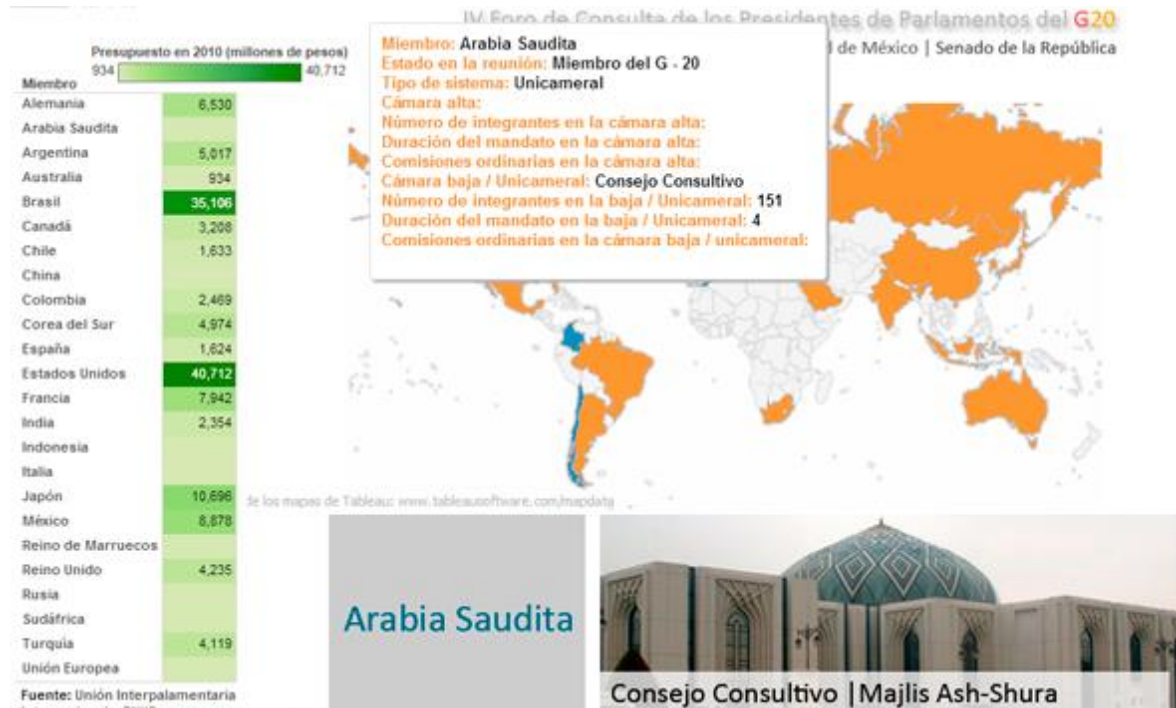 IV Foro de Consulta de los Presidentes de Parlamentos del G20
d de México | Senado de la República
Presupuesto en 2010 (millones de pesos)
934 40,712
Miembro
Alemania 6,530
Arabia Saudita
Argentina 5,017
Australia 934
Brasil 35,106
Canadá 3,208
Chile 1,633
China
Colombia 2,469
Corea del Sur 4,974
España 1,624
Estados Unidos 40,712
Francia 7,942
India 2,354
Indonesia
Italia
Japón 10,696
México 8,878
Reino de Marruecos
Reino Unido 4,235
Rusia
Sudáfrica
Turquía 4,119
Unión Europea
Fuente: Unión Interpalamentaria
Miembro: Arabia Saudita
Estado en la reunión: Miembro del G - 20
Tipo de sistema: Unicameral
Cámara alta:
Número de integrantes en la cámara alta:
Duración del mandato en la cámara alta:
Comisiones ordinarias en la cámara alta:
Cámara baja / Unicameral: Consejo Consultivo
Número de integrantes en la baja / Unicameral: 151
Duración del mandato en la baja / Unicameral: 4
Comisiones ordinarias en la cámara baja / unicameral:
de los mapas de Tableau: www.tableausoftware.com/mapdata
Arabia Saudita
Consejo Consultivo |Majlis Ash-Shura